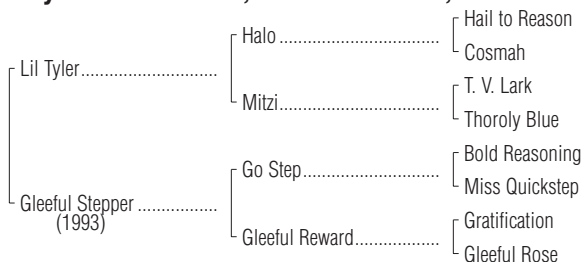 Hail to Reason
Halo ........................................
Cosmah
Lil Tyler.................................
T. V. Lark
Mitzi........................................
Thoroly Blue
Bold Reasoning
Go Step..................................
Miss Quickstep
Gleeful Stepper ...................
(1993)
Gratification
Gleeful Reward.....................
Gleeful Rose